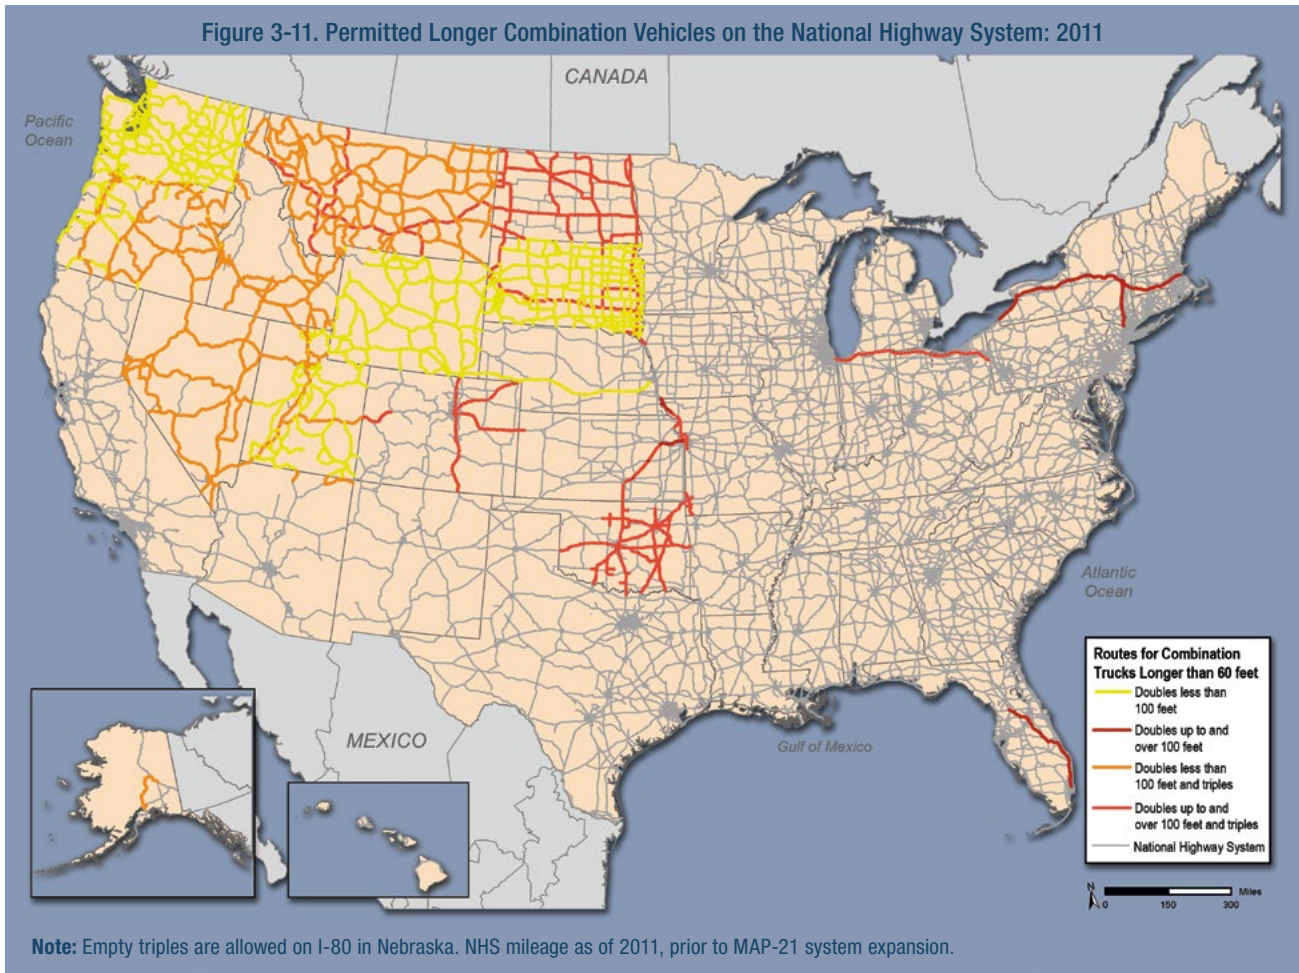 Figure 3-11. Permitted Longer Combination Vehicles on the National Highway System: 2011
CANADA
Pacific
Ocean
Atlantic
Ocean
MEXICO
Gulf of Mexico
Routes for Combination
Trucks Longer than 60 feet
Doubles less than
100 feet
Doubles up to and
over 100 feet
Doubles less than
100 feet and triples
Doubles up to and
over 100 feet and triples
National Highway System
N
Miles
0 150 300
Note: Empty triples are allowed on I-80 in Nebraska. NHS mileage as of 2011, prior to MAP-21 system expansion.